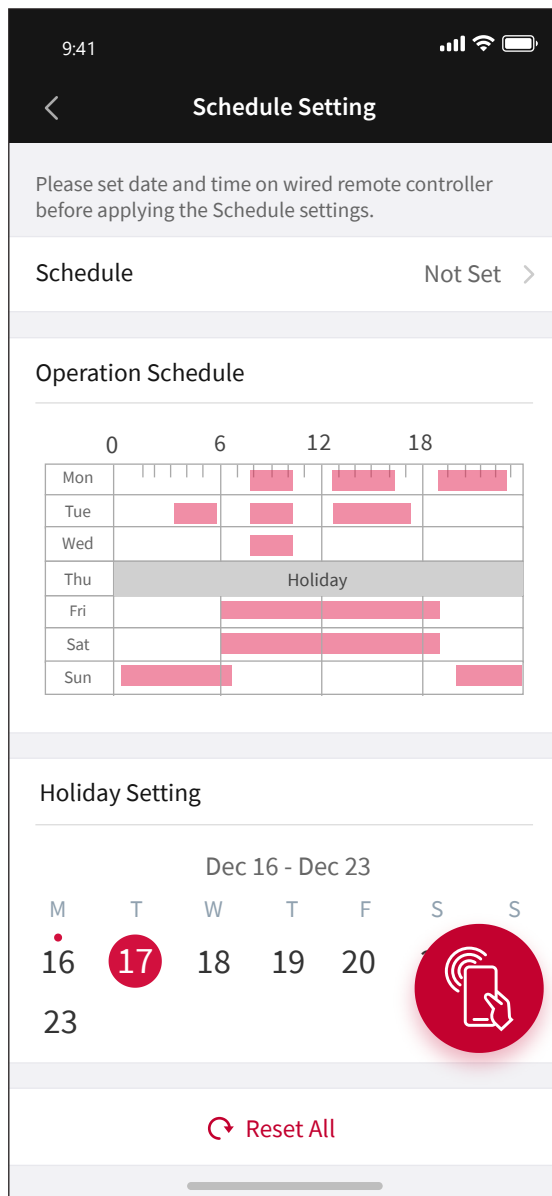 9:41
Schedule Setting
Please set date and time on wired remote controller
before applying the Schedule settings.
Schedule Not Set
Operation Schedule
0 6 12 18
Mon
Tue
Wed
Thu Holiday
Fri
Sat
Sun
Holiday Setting
Dec 16 - Dec 23
M T W T F S S
16 17 18 19 20
23
Reset All